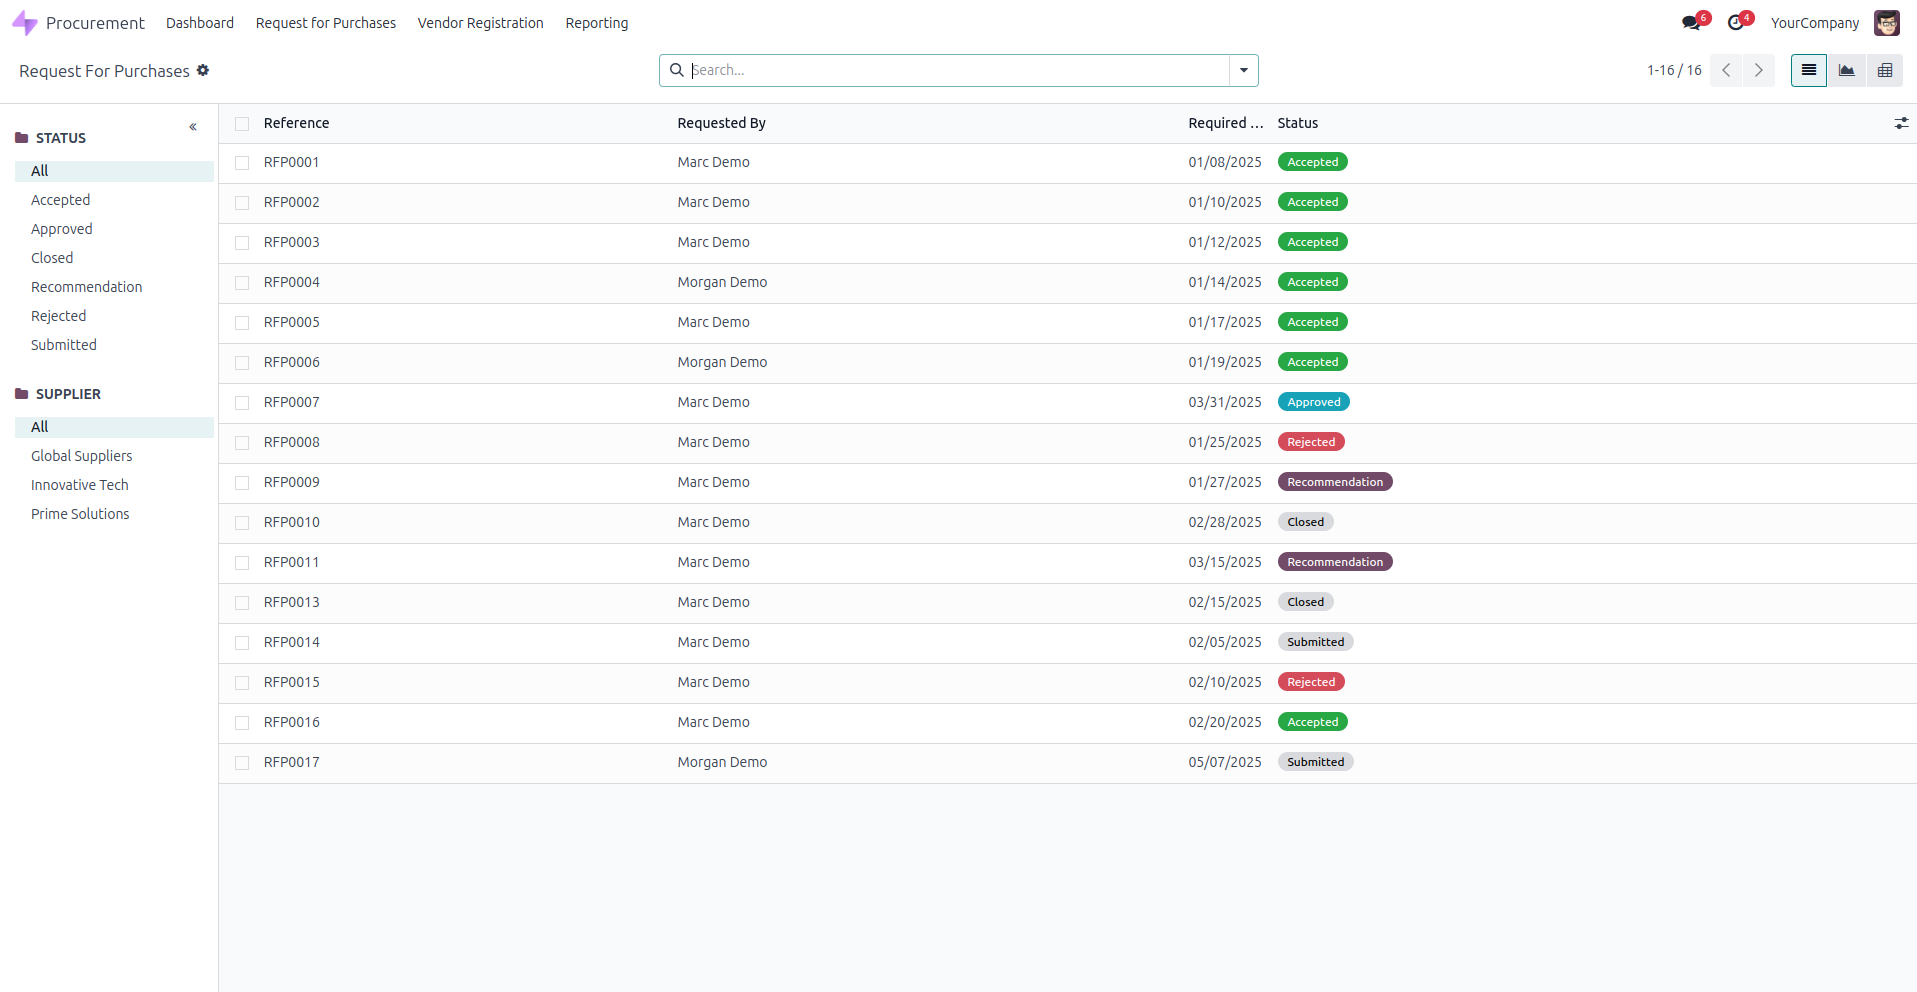 Procurement Dashboard Request for Purchases Vendor Registration Reporting 6 4 YourCompany
Request For Purchases Search... 1-16 / 16
STATUS
All
Accepted
Approved
Closed
Recommendation
Rejected
Submitted
SUPPLIER
All
Global Suppliers
Innovative Tech
Prime Solutions
Reference Requested By Required ... Status
RFP0001 Marc Demo 01/08/2025 Accepted
RFP0002 Marc Demo 01/10/2025 Accepted
RFP0003 Marc Demo 01/12/2025 Accepted
RFP0004 Morgan Demo 01/14/2025 Accepted
RFP0005 Marc Demo 01/17/2025 Accepted
RFP0006 Morgan Demo 01/19/2025 Accepted
RFP0007 Marc Demo 03/31/2025 Approved
RFP0008 Marc Demo 01/25/2025 Rejected
RFP0009 Marc Demo 01/27/2025 Recommendation
RFP0010 Marc Demo 02/28/2025 Closed
RFP0011 Marc Demo 03/15/2025 Recommendation
RFP0013 Marc Demo 02/15/2025 Closed
RFP0014 Marc Demo 02/05/2025 Submitted
RFP0015 Marc Demo 02/10/2025 Rejected
RFP0016 Marc Demo 02/20/2025 Accepted
RFP0017 Morgan Demo 05/07/2025 Submitted